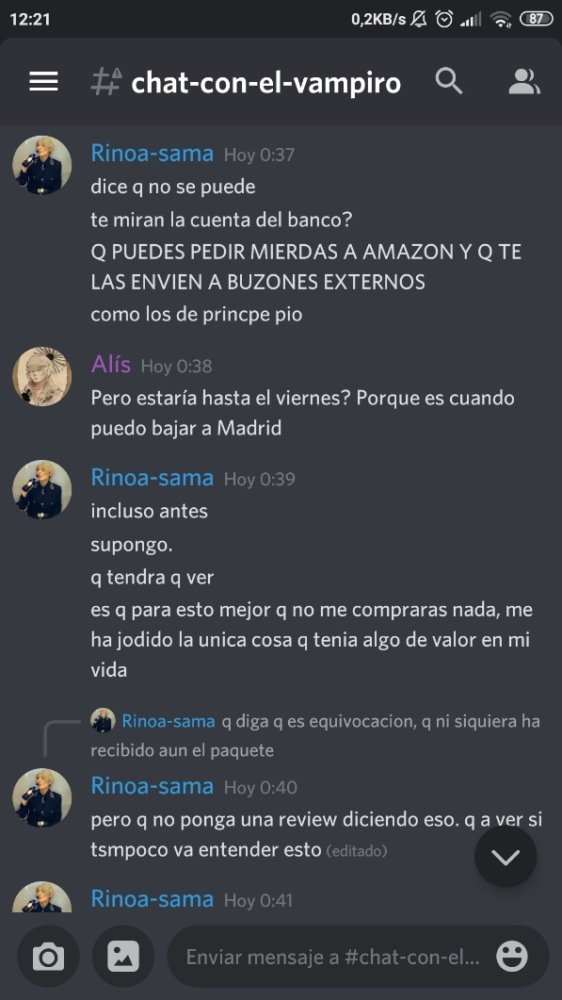 12:21
0,2KB/s
87
chat-con-el-vampiro
Rinoa-sama Hoy 0:37
dice q no se puede
te miran la cuenta del banco?
Q PUEDES PEDIR MIERDAS A AMAZON Y Q TE
LAS ENVIEN A BUZONES EXTERNOS
como los de princpe pio
Alís Hoy 0:38
Pero estaría hasta el viernes? Porque es cuando
puedo bajar a Madrid
Rinoa-sama Hoy 0:39
incluso antes
supongo.
q tendra q ver
es q para esto mejor q no me compraras nada, me
ha jodido la unica cosa q tenia algo de valor en mi
vida
Rinoa-sama q diga q es equivocacion, q ni siquiera ha
recibido aun el paquete
Rinoa-sama Hoy 0:40
pero q no ponga una review diciendo eso. q a ver si
tsmpoco va entender esto (editado)
Rinoa-sama Hoy 0:41
Enviar mensaje a #chat-con-el...